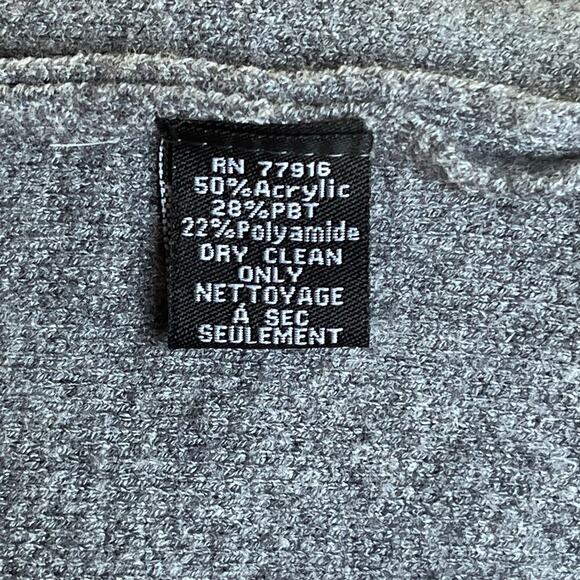 RN 77916
50%Acrylic
28%PBT
22%Polyamide
DRY CLEAN
ONLY
NETTOYAGE
À SEC
SEULEMENT